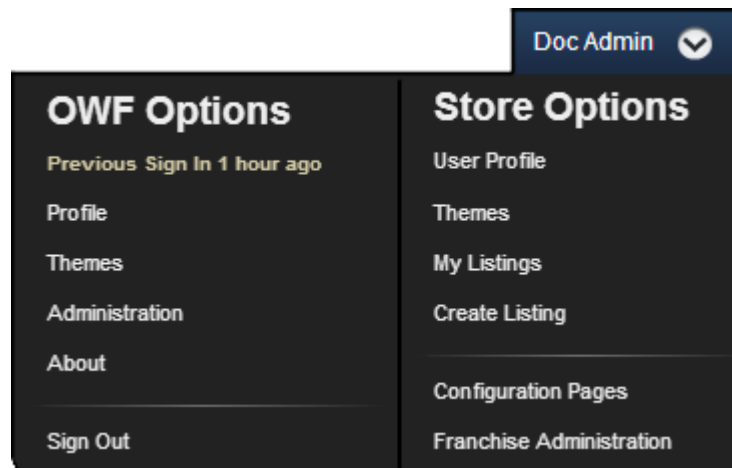 Doc Admin
OWF Options
Previous Sign In 1 hour ago
Profile
Themes
Administration
About
Sign Out
Store Options
User Profile
Themes
My Listings
Create Listing
Configuration Pages
Franchise Administration